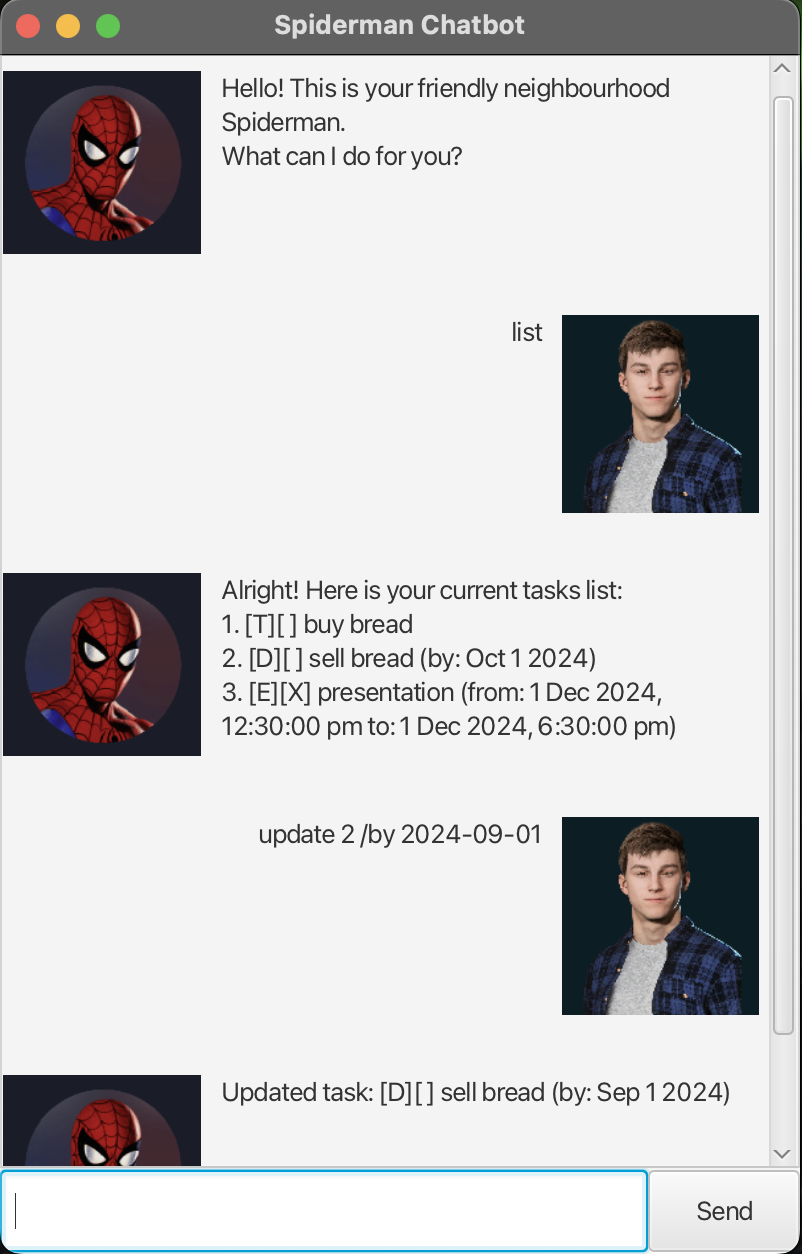 Spiderman Chatbot
Hello! This is your friendly neighbourhood
Spiderman.
What can I do for you?
list
Alright! Here is your current tasks list:
1. [T][ ] buy bread
2. [D][ ] sell bread (by: Oct 1 2024)
3. [E][X] presentation (from: 1 Dec 2024,
12:30:00 pm to: 1 Dec 2024, 6:30:00 pm)
update 2 /by 2024-09-01
Updated task: [D][ ] sell bread (by: Sep 1 2024)
Send